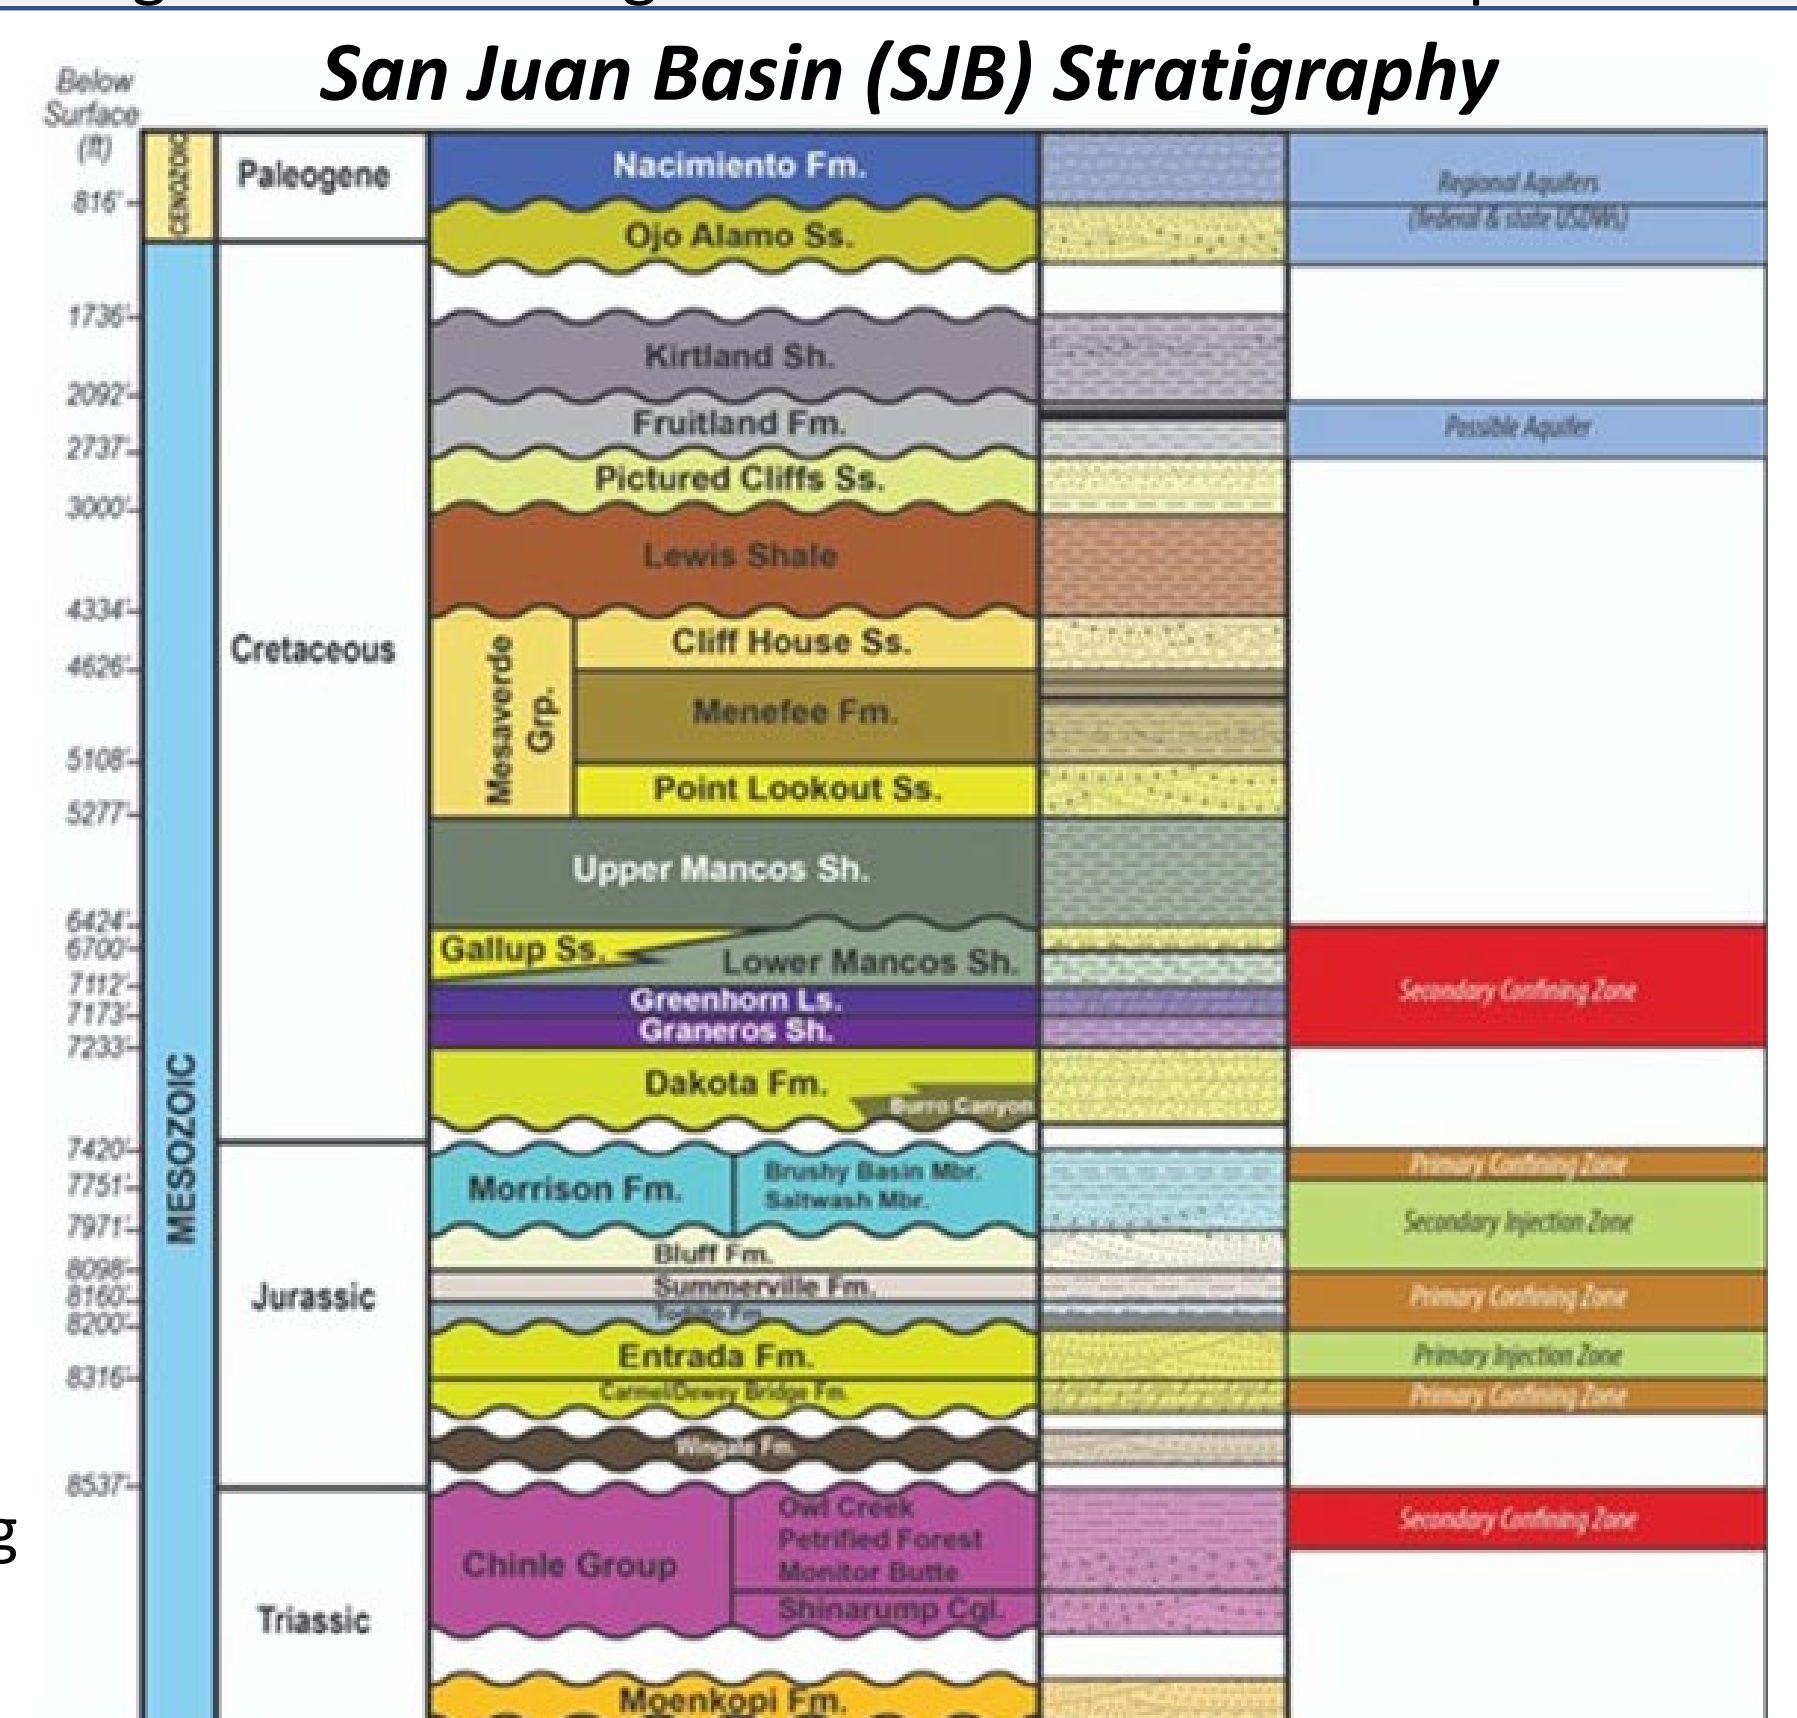 San Juan Basin (SJB) Stratigraphy
Below
Surface
(ft)
CENOZOIC
Paleogene
Nacimiento Fm.
Regional Aquifers
816'
(federal & state USDWs)
Ojo Alamo Ss.
1736'
Kirtland Sh.
2092'
Fruitland Fm.
Possible Aquifer
2737'
Pictured Cliffs Ss.
3000'
Lewis Shale
4334'
Cretaceous
Mesaverde
Grp.
Cliff House Ss.
4626'
Menefee Fm.
5108'
Point Lookout Ss.
5277'
Upper Mancos Sh.
6424'
6700'
Gallup Ss.
Lower Mancos Sh.
7112'
Greenhorn Ls.
Secondary Confining Zone
7173'
Graneros Sh.
7233'
MESOZOIC
Dakota Fm.
Burro Canyon
7420'
Primary Confining Zone
7751'
Morrison Fm.
Brushy Basin Mbr.
Saltwash Mbr.
7971'
Secondary Injection Zone
Bluff Fm.
8098'
Summerville Fm.
8160'
Jurassic
Primary Confining Zone
Todilto Fm.
8200'
Entrada Fm.
Primary Injection Zone
8316'
Carmel/Dewey Bridge Fm.
Primary Confining Zone
Wingate Fm.
8537'
Chinle Group
Owl Creek
Petrified Forest
Monitor Butte
Shinarump Cgl.
Secondary Confining Zone
Triassic
Moenkopi Fm.
g